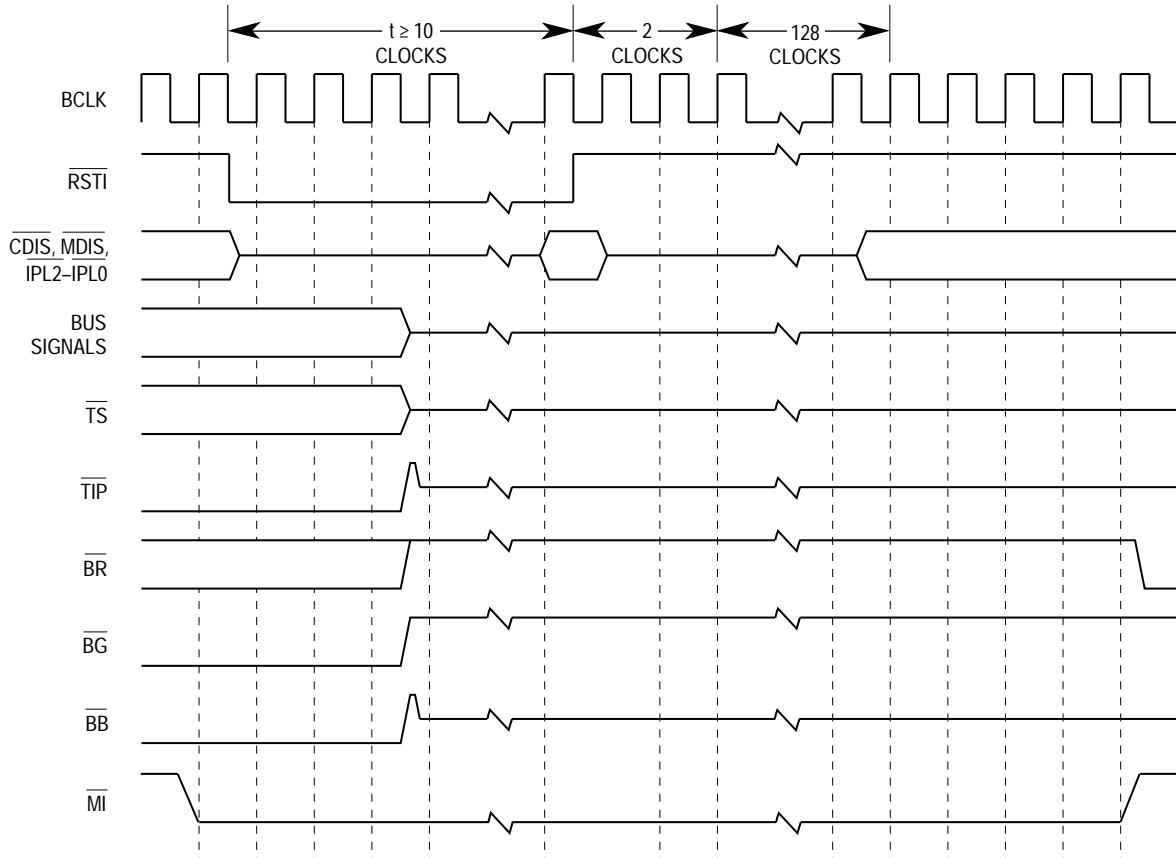 t ≥ 10 CLOCKS
2 CLOCKS
128 CLOCKS
BCLK
RSTI
CDIS, MDIS,
IPL2–IPL0
BUS
SIGNALS
TS
TIP
BR
BG
BB
MI